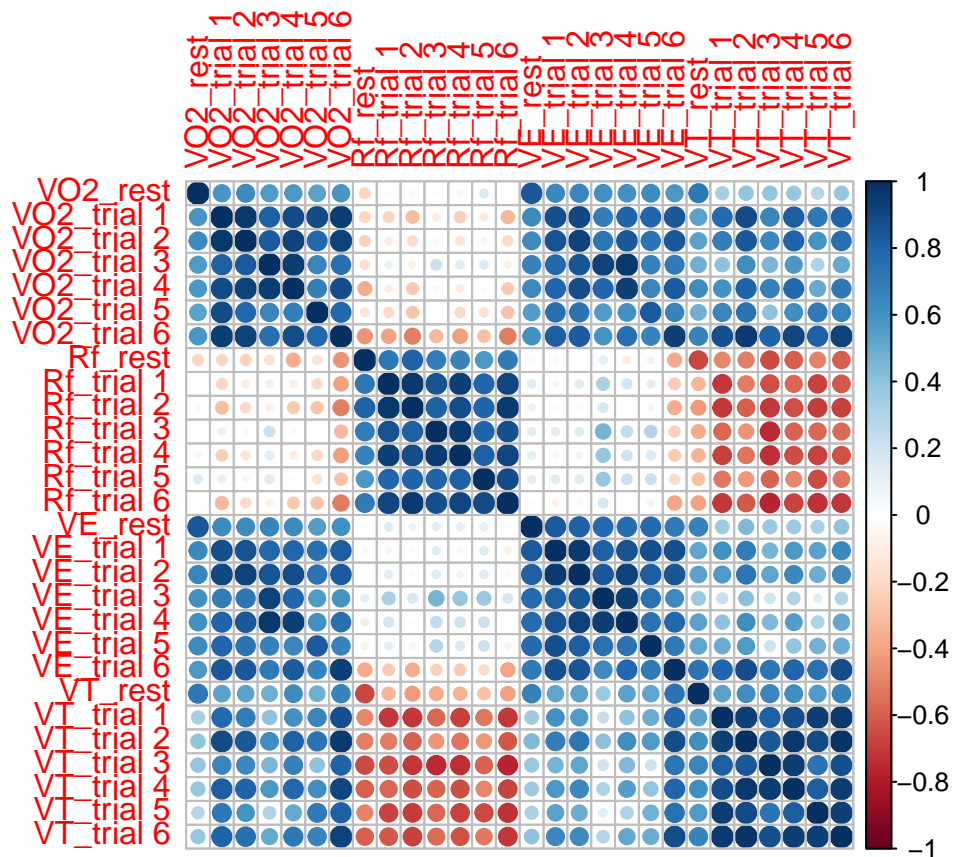 VO2_rest
VO2_trial 1
VO2_trial 2
VO2_trial 3
VO2_trial 4
VO2_trial 5
VO2_trial 6
Rf_rest
Rf_trial 1
Rf_trial 2
Rf_trial 3
Rf_trial 4
Rf_trial 5
Rf_trial 6
VE_rest
VE_trial 1
VE_trial 2
VE_trial 3
VE_trial 4
VE_trial 5
VE_trial 6
VT_rest
VT_trial 1
VT_trial 2
VT_trial 3
VT_trial 4
VT_trial 5
VT_trial 6
VO2_rest
VO2_trial 1
VO2_trial 2
VO2_trial 3
VO2_trial 4
VO2_trial 5
VO2_trial 6
Rf_rest
Rf_trial 1
Rf_trial 2
Rf_trial 3
Rf_trial 4
Rf_trial 5
Rf_trial 6
VE_rest
VE_trial 1
VE_trial 2
VE_trial 3
VE_trial 4
VE_trial 5
VE_trial 6
VT_rest
VT_trial 1
VT_trial 2
VT_trial 3
VT_trial 4
VT_trial 5
VT_trial 6
1
0.8
0.6
0.4
0.2
0
−0.2
−0.4
−0.6
−0.8
−1